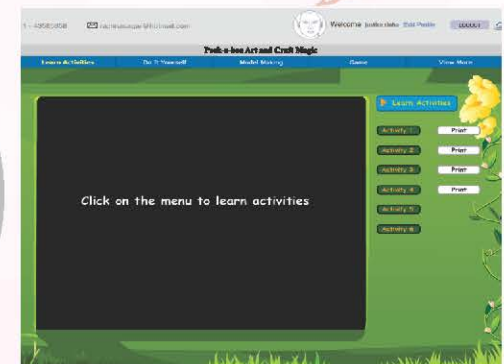 Welcome
Edit Profile
Peek-a-boo Art and Craft Magic
Learn Activities
Do It Yourself
Model Making
Game
View More
Learn Activities
Activity 1 Print
Activity 2 Print
Activity 3 Print
Activity 4 Print
Activity 5
Activity 6
Click on the menu to learn activities